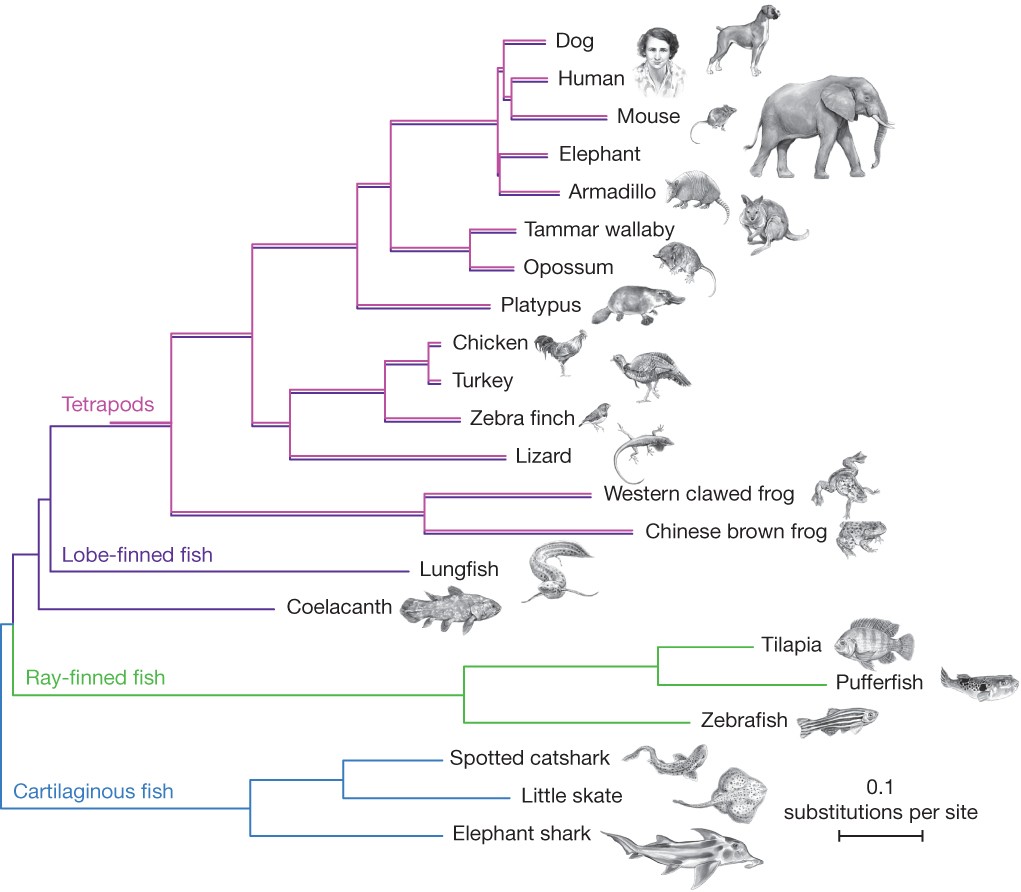 Dog
Human
Mouse
Elephant
Armadillo
Tammar wallaby
Opossum
Platypus
Chicken
Turkey
Tetrapods
Zebra finch
Lizard
Western clawed frog
Chinese brown frog
Lobe-finned fish
Lungfish
Coelacanth
Tilapia
Ray-finned fish
Pufferfish
Zebrafish
Spotted catshark
Cartilaginous fish
Little skate
0.1
substitutions per site
Elephant shark